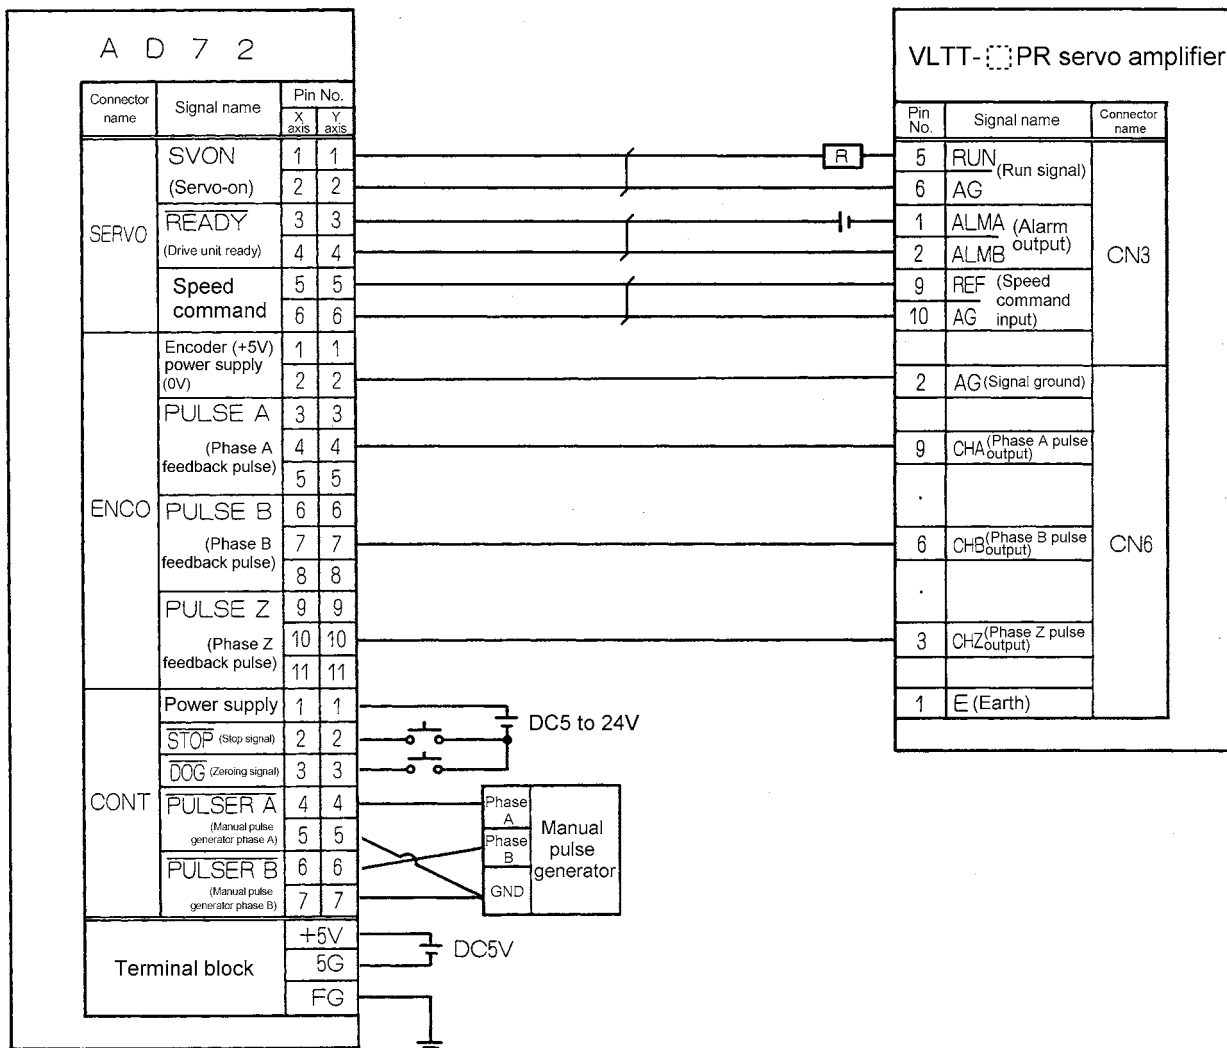 A D 7 2
Connector name
Signal name
Pin No.
X axis
Y axis
SERVO
SVON 1 1
(Servo-on) 2 2
READY 3 3
(Drive unit ready) 4 4
Speed 5 5
command 6 6
ENCO
Encoder (+5V) 1 1
power supply
(0V) 2 2
PULSE A 3 3
(Phase A 4 4
feedback pulse) 5 5
PULSE B 6 6
(Phase B 7 7
feedback pulse) 8 8
PULSE Z 9 9
(Phase Z 10 10
feedback pulse) 11 11
CONT
Power supply 1 1
STOP (Stop signal) 2 2
DOG (Zeroing signal) 3 3
PULSER A 4 4
(Manual pulse
generator phase A) 5 5
PULSER B 6 6
(Manual pulse
generator phase B) 7 7
Terminal block
+5V
5G
FG
R
DC5 to 24V
Phase A
Phase B
GND
Manual
pulse
generator
DC5V
VLTT- PR servo amplifier
Pin No.
Signal name
Connector name
5 RUN (Run signal)
6 AG
1 ALMA (Alarm
2 ALMB output)
9 REF (Speed
command
10 AG input)
CN3
2 AG (Signal ground)
9 CHA (Phase A pulse
output)
6 CHB (Phase B pulse
output)
3 CHZ (Phase Z pulse
output)
1 E (Earth)
CN6